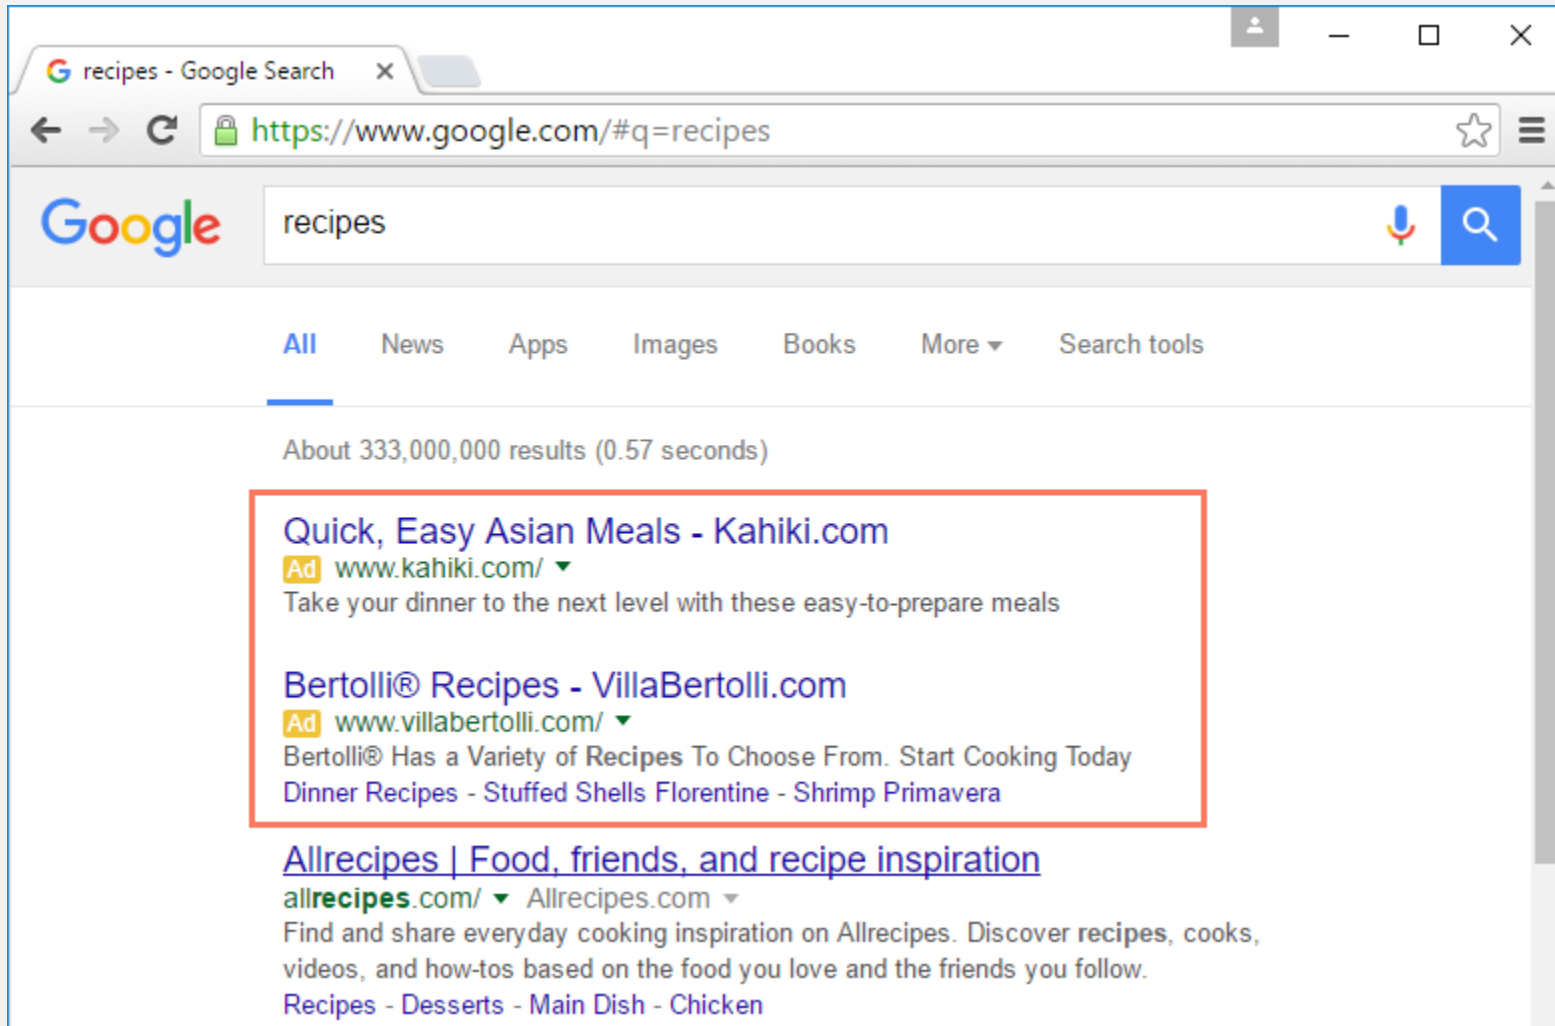 recipes - Google Search
https://www.google.com/#q=recipes
Google
recipes
All News Apps Images Books More Search tools
About 333,000,000 results (0.57 seconds)
Quick, Easy Asian Meals - Kahiki.com
Ad www.kahiki.com/
Take your dinner to the next level with these easy-to-prepare meals
Bertolli® Recipes - VillaBertolli.com
Ad www.villabertolli.com/
Bertolli® Has a Variety of Recipes To Choose From. Start Cooking Today
Dinner Recipes - Stuffed Shells Florentine - Shrimp Primavera
Allrecipes | Food, friends, and recipe inspiration
allrecipes.com/ Allrecipes.com
Find and share everyday cooking inspiration on Allrecipes. Discover recipes, cooks,
videos, and how-tos based on the food you love and the friends you follow.
Recipes - Desserts - Main Dish - Chicken